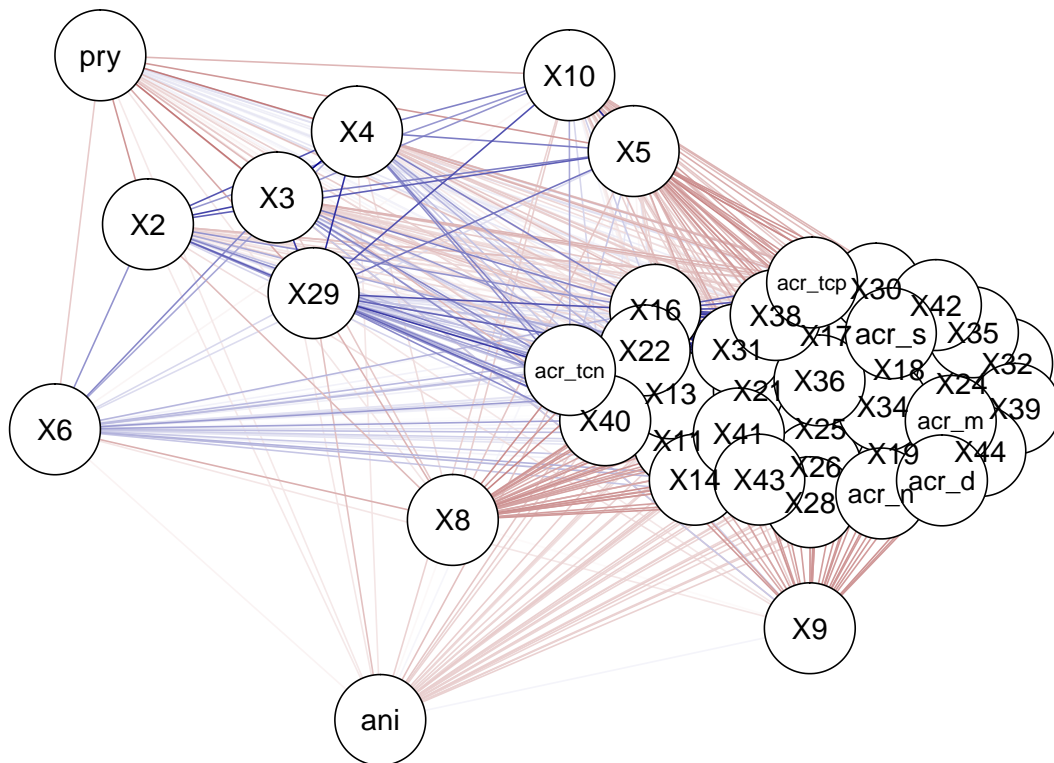 pry
X10
X4
X5
X3
X2
X29
acr_tcp
X30
X16
X38
X42
X17
acr_s
X35
X31
X22
X32
acr_tcn
X18
X36
X24
X13
X21
X34
X39
X40
acr_m
X6
X41
X25
X11
X19
X44
X26
X14
X43
acr_d
acr_n
X28
X8
X9
ani